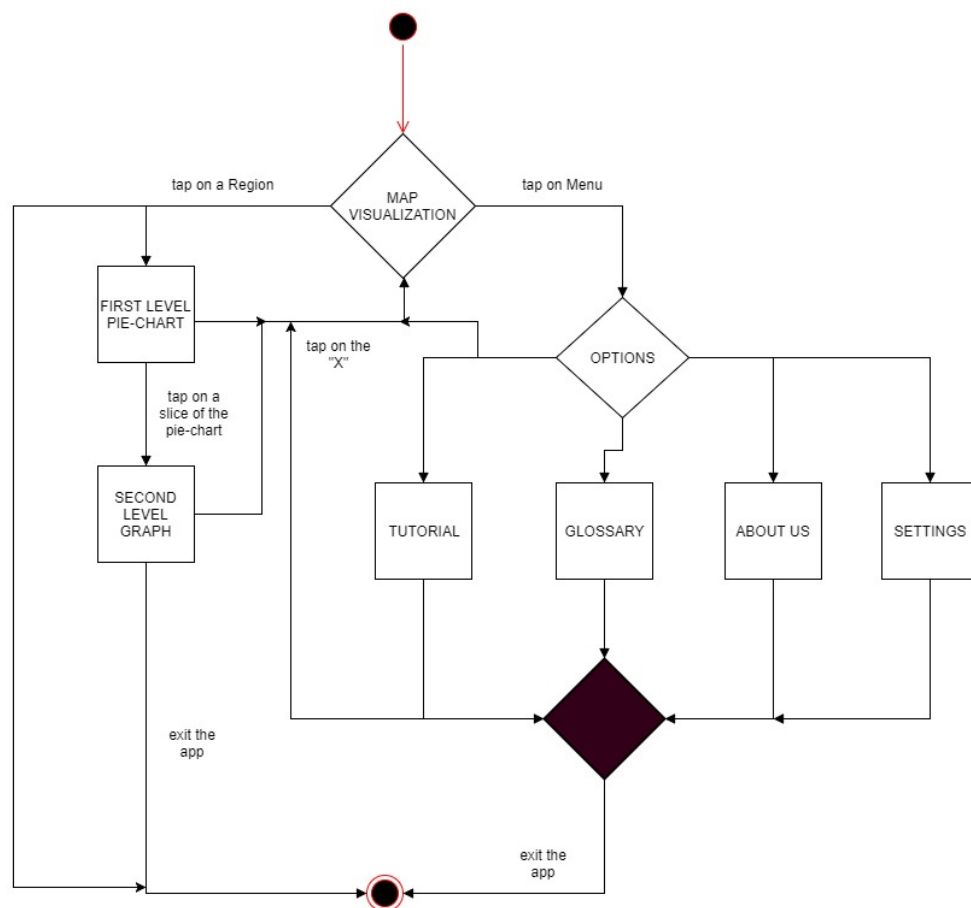 tap on a Region
MAP
VISUALIZATION
tap on Menu
FIRST LEVEL
PIE-CHART
tap on the
"X"
OPTIONS
tap on a
slice of the
pie-chart
SECOND
LEVEL
GRAPH
TUTORIAL
GLOSSARY
ABOUT US
SETTINGS
exit the
app
exit the
app